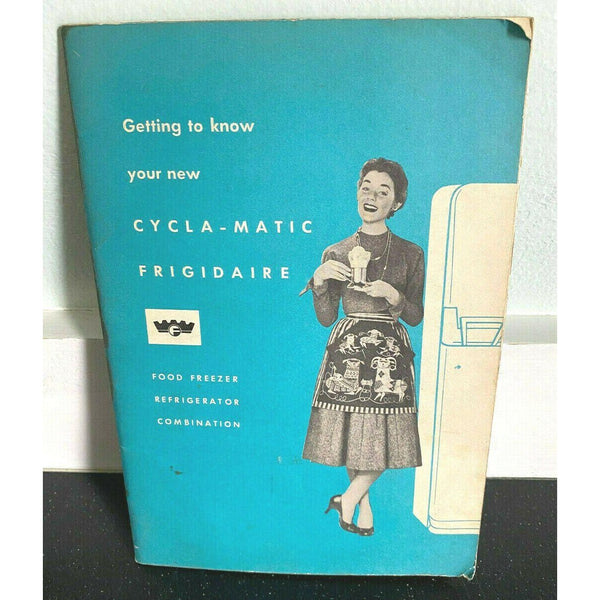 Getting to know
your new
CYCLA-MATIC
FRIGIDAIRE
FOOD FREEZER
REFRIGERATOR
COMBINATION